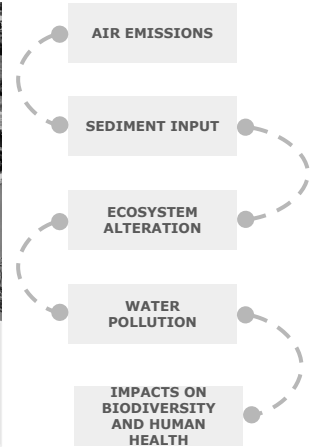 AIR EMISSIONS
SEDIMENT INPUT
ECOSYSTEM
ALTERATION
WATER
POLLUTION
IMPACTS ON
BIODIVERSITY
AND HUMAN
HEALTH